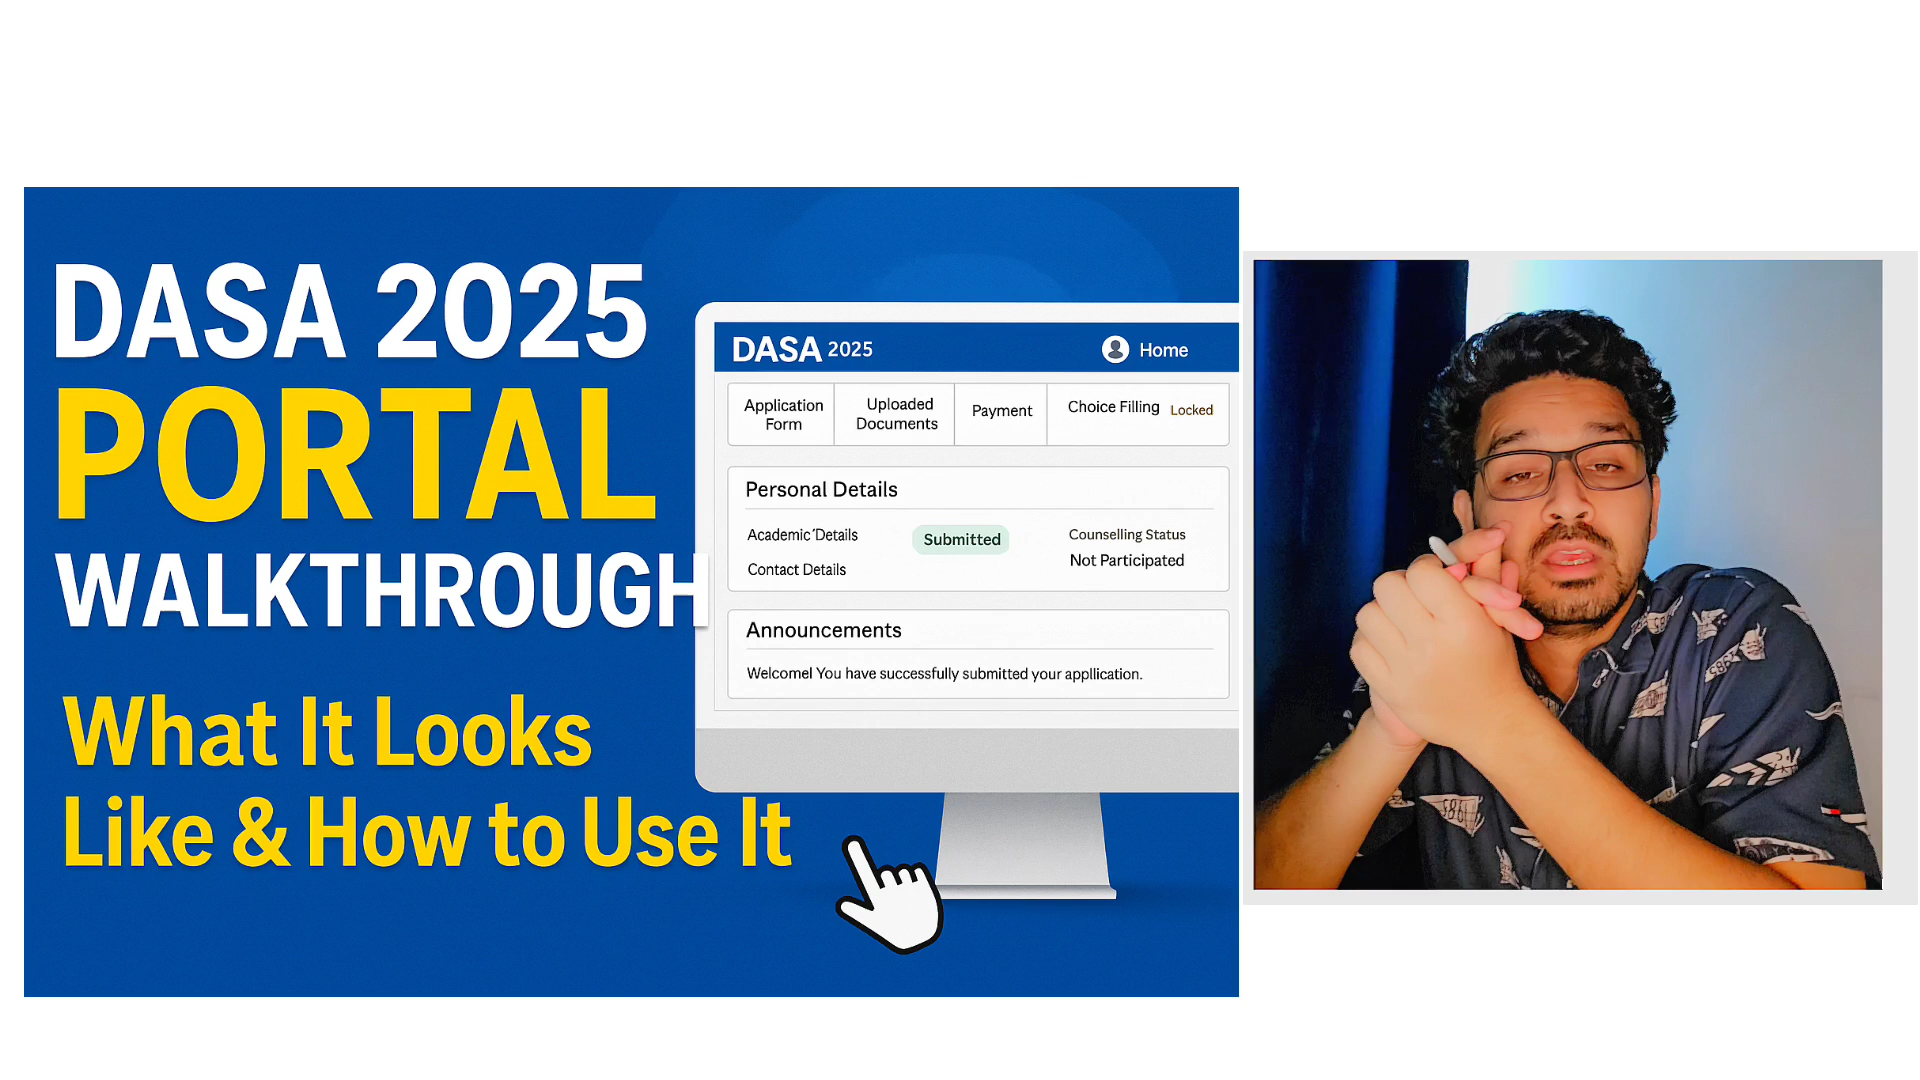 DASA 2025
PORTAL
WALKTHROUGH
What It Looks
Like & How to Use It
DASA 2025
Home
Application
Form
Uploaded
Documents
Payment
Choice Filling Locked
Personal Details
Academic'Details
Submitted
Counselling Status
Contact Details
Not Participated
Announcements
Welcomel You have successfully submitted your appllication.